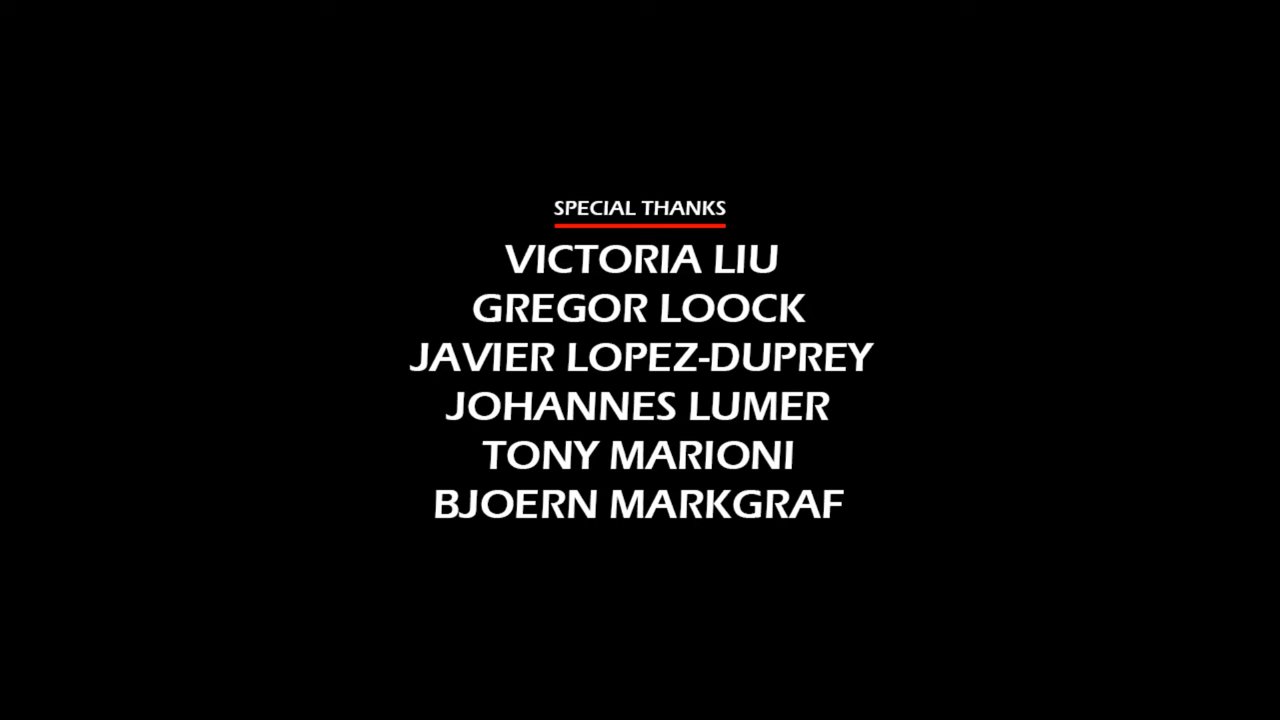 SPECIAL THANKS
VICTORIA LIU
GREGOR LOOCK
JAVIER LOPEZ-DUPREY
JOHANNES LUMER
TONY MARIONI
BJOERN MARKGRAF